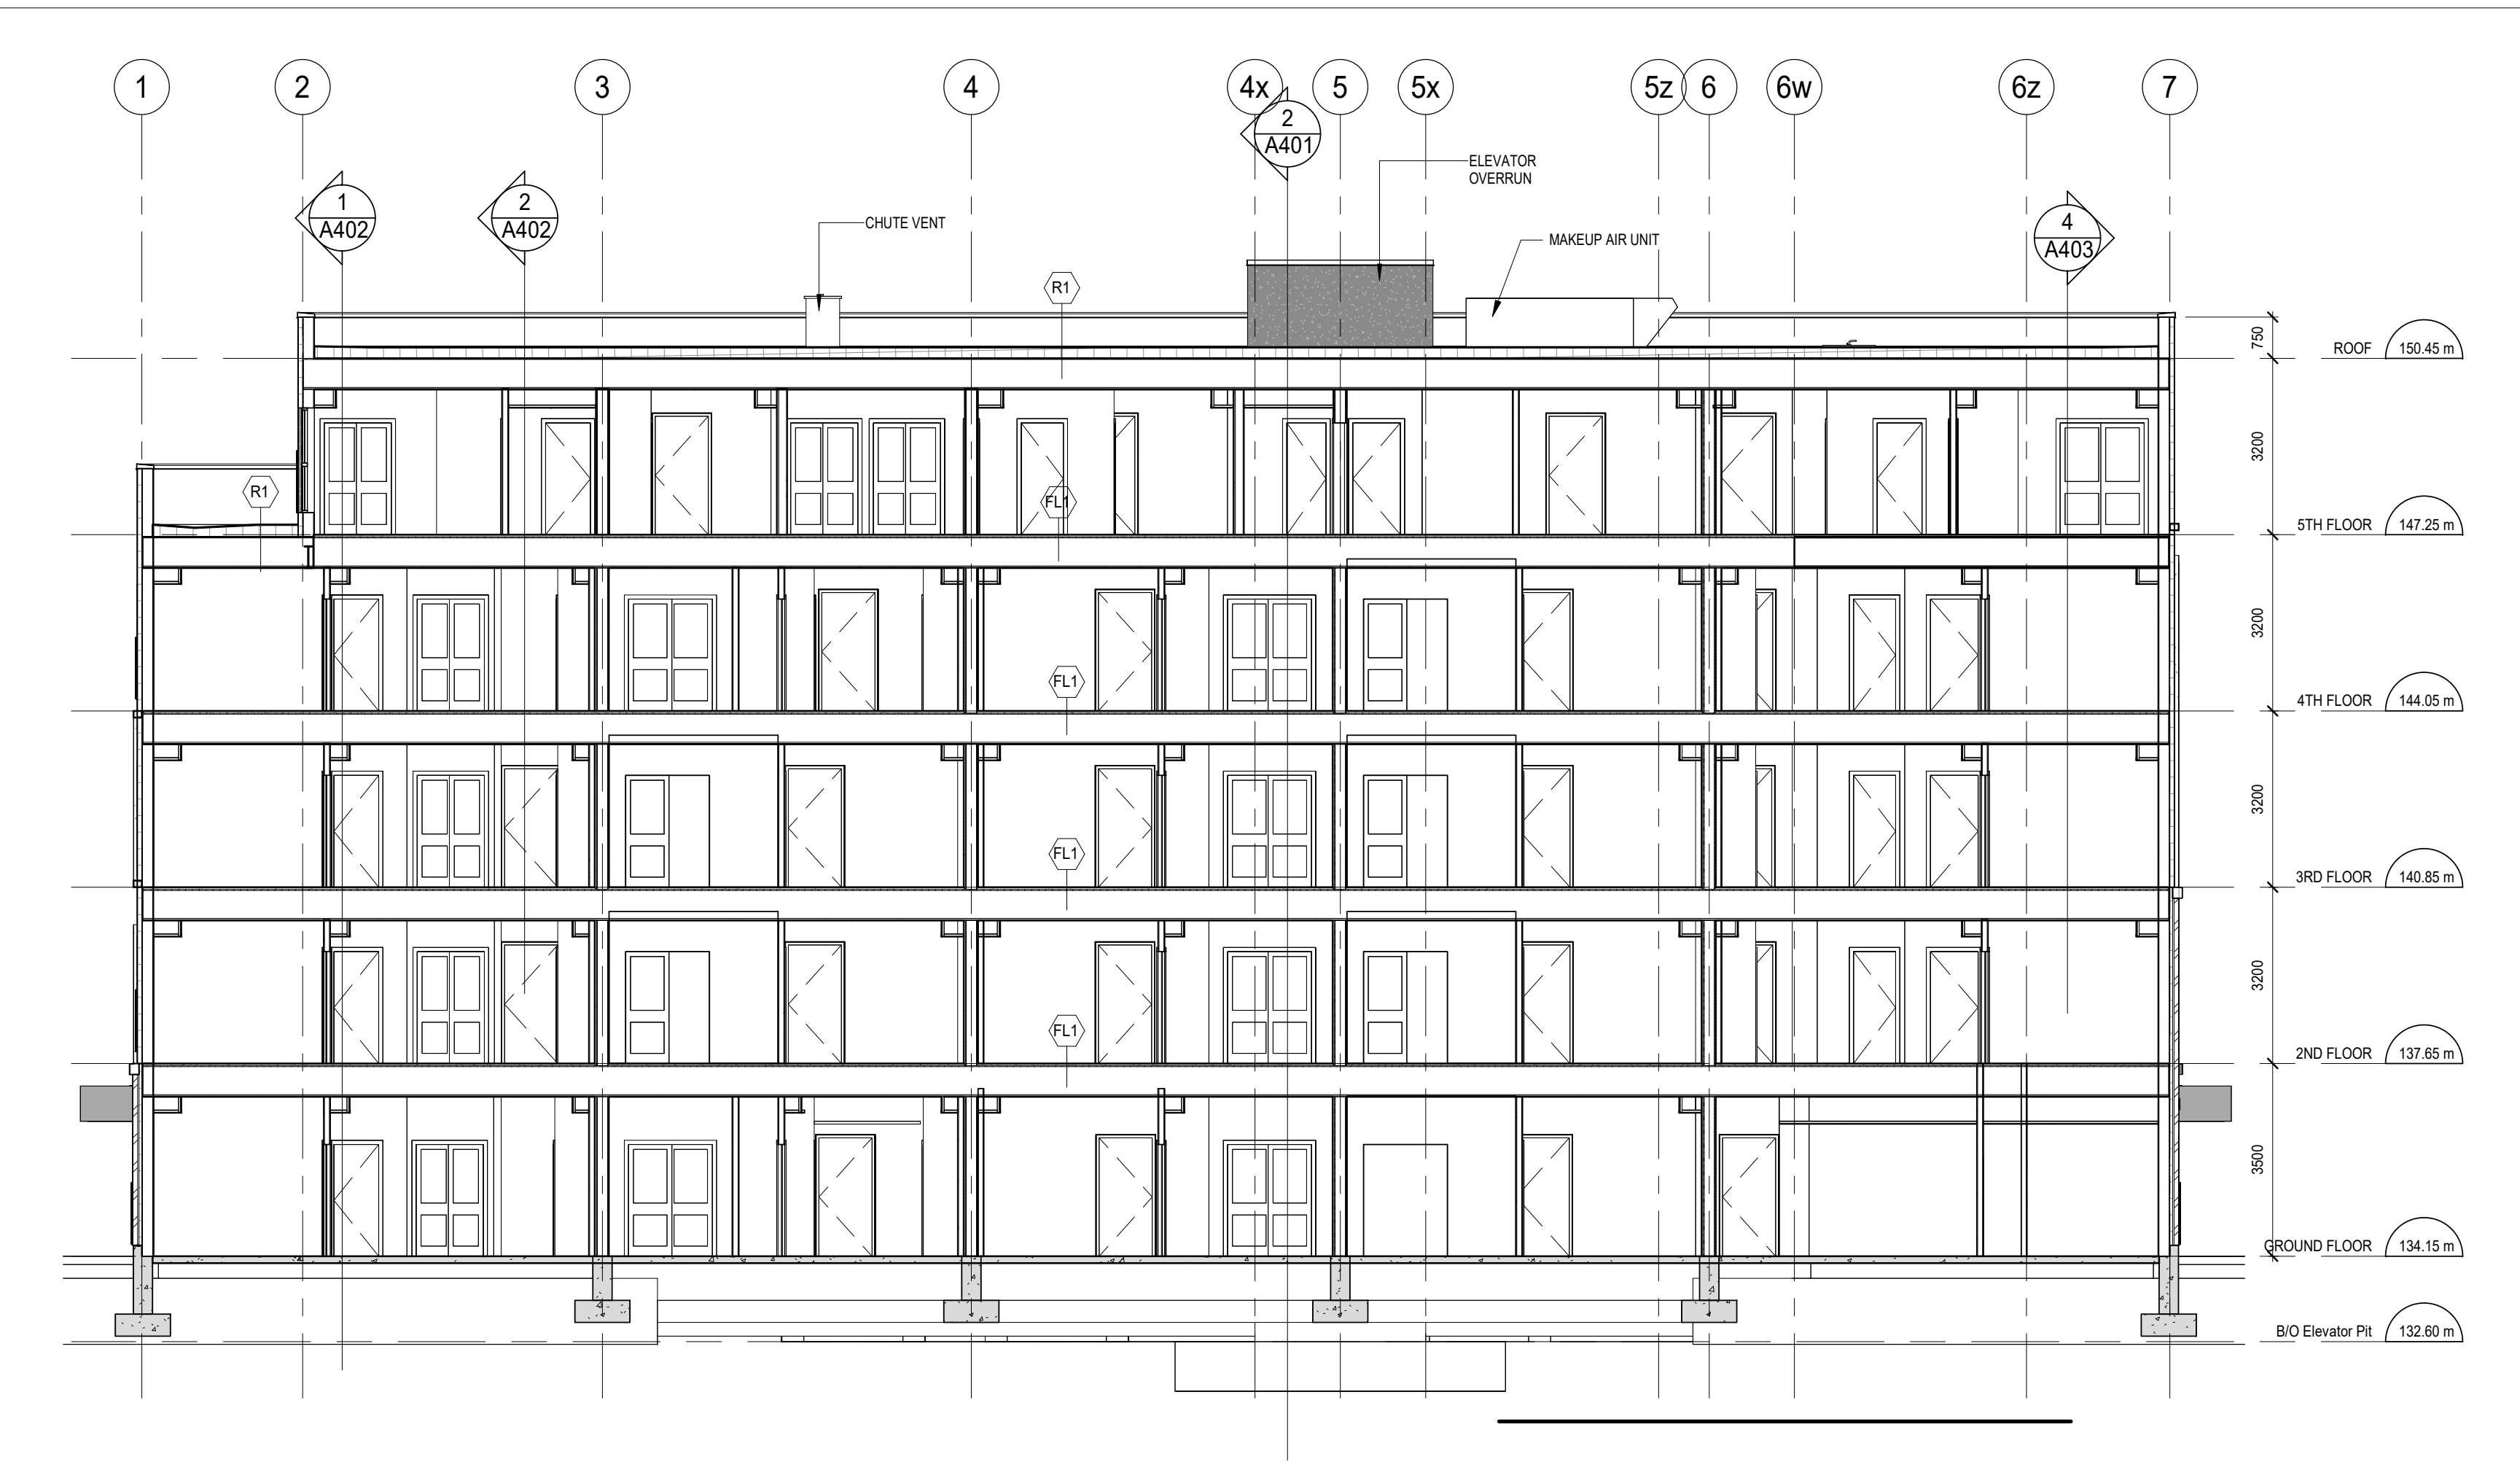 1
2
3
4
4x
5
5x
5z
6
6w
6z
7
2
A401
ELEVATOR
OVERRUN
1
A402
2
A402
CHUTE VENT
MAKEUP AIR UNIT
4
A403
R1
750
ROOF
150.45 m
3200
R1
FL1
5TH FLOOR
147.25 m
3200
FL1
4TH FLOOR
144.05 m
3200
FL1
3RD FLOOR
140.85 m
3200
FL1
2ND FLOOR
137.65 m
3500
GROUND FLOOR
134.15 m
B/O Elevator Pit
132.60 m